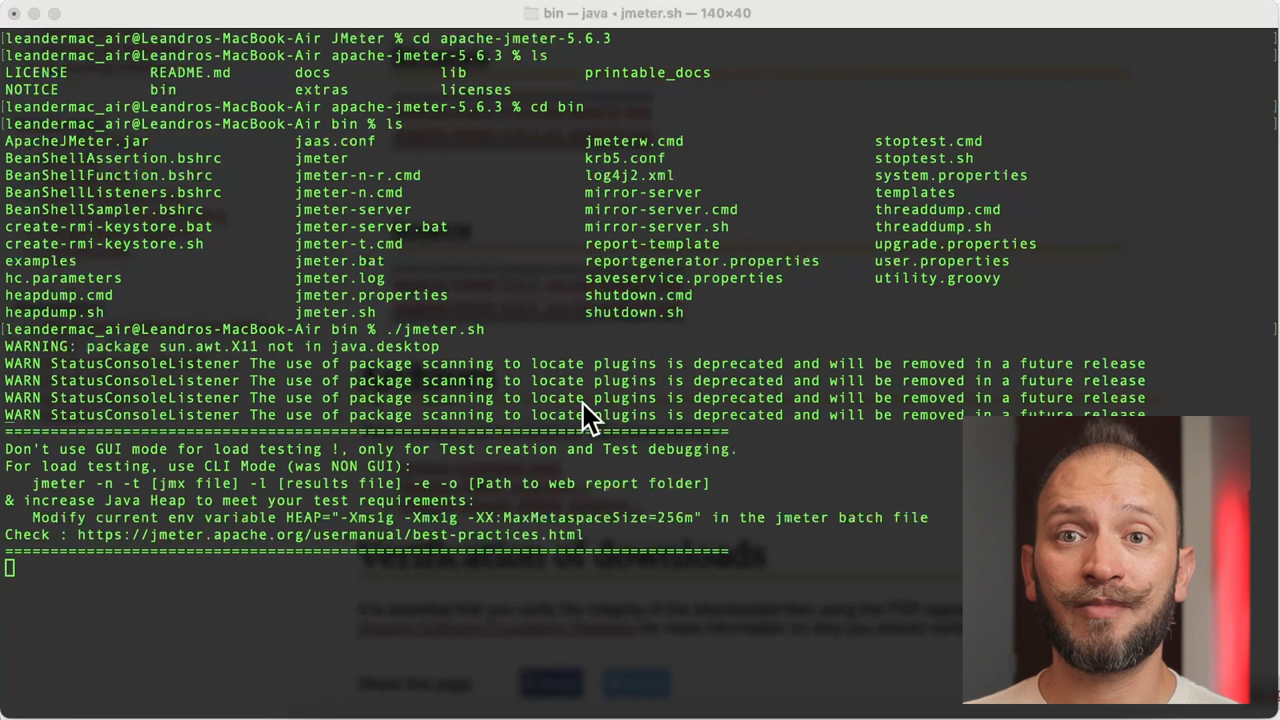 bin — java ◂ jmeter.sh — 140×40
[leandermac_air@Leandros-MacBook-Air JMeter % cd apache-jmeter-5.6.3 ]
[leandermac_air@Leandros-MacBook-Air apache-jmeter-5.6.3 % ls ]
LICENSE README.md docs lib printable_docs
NOTICE bin extras licenses
[leandermac_air@Leandros-MacBook-Air apache-jmeter-5.6.3 % cd bin ]
[leandermac_air@Leandros-MacBook-Air bin % ls ]
ApacheJMeter.jar jaas.conf jmeterw.cmd stoptest.cmd
BeanShellAssertion.bshrc jmeter krb5.conf stoptest.sh
BeanShellFunction.bshrc jmeter-n-r.cmd log4j2.xml system.properties
BeanShellListeners.bshrc jmeter-n.cmd mirror-server templates
BeanShellSampler.bshrc jmeter-server mirror-server.cmd threaddump.cmd
create-rmi-keystore.bat jmeter-server.bat mirror-server.sh threaddump.sh
create-rmi-keystore.sh jmeter-t.cmd report-template upgrade.properties
examples jmeter.bat reportgenerator.properties user.properties
hc.parameters jmeter.log saveservice.properties utility.groovy
heapdump.cmd jmeter.properties shutdown.cmd
heapdump.sh jmeter.sh shutdown.sh
[leandermac_air@Leandros-MacBook-Air bin % ./jmeter.sh ]
WARNING: package sun.awt.X11 not in java.desktop
WARN StatusConsoleListener The use of package scanning to locate plugins is deprecated and will be removed in a future release
WARN StatusConsoleListener The use of package scanning to locate plugins is deprecated and will be removed in a future release
WARN StatusConsoleListener The use of package scanning to locate plugins is deprecated and will be removed in a future release
WARN StatusConsoleListener The use of package scanning to locate plugins is deprecated and will be removed in a future release
================================================================================
Don't use GUI mode for load testing !, only for Test creation and Test debugging.
For load testing, use CLI Mode (was NON GUI):
jmeter -n -t [jmx file] -l [results file] -e -o [Path to web report folder]
& increase Java Heap to meet your test requirements:
Modify current env variable HEAP="-Xms1g -Xmx1g -XX:MaxMetaspaceSize=256m" in the jmeter batch file
Check : https://jmeter.apache.org/usermanual/best-practices.html
================================================================================